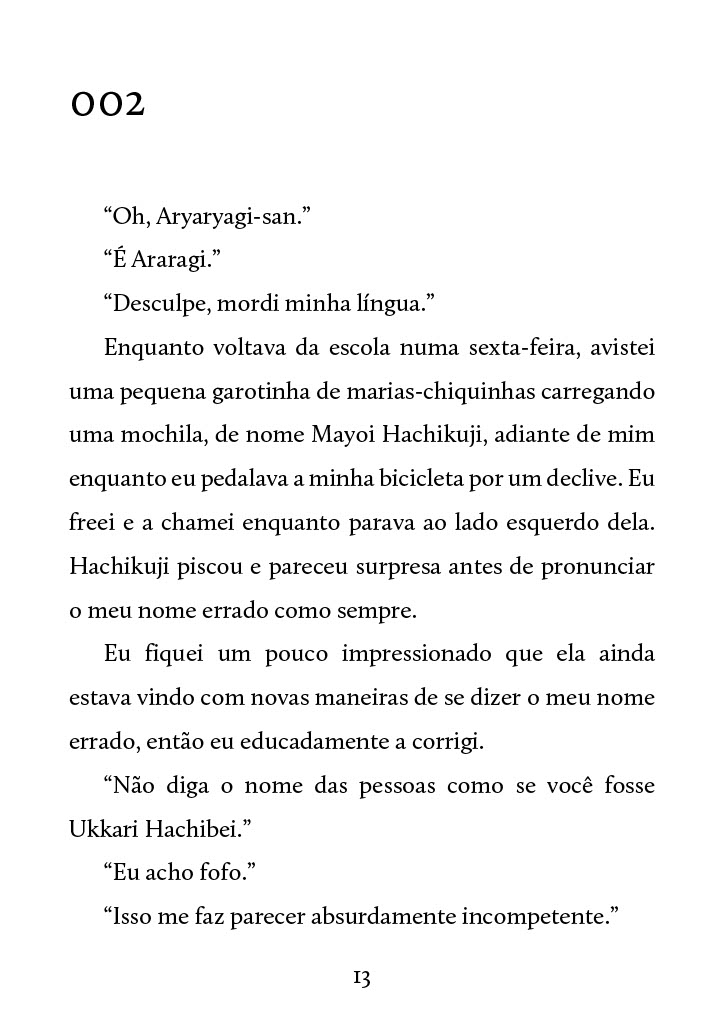 002
“Oh, Aryaryagi-san.”
“É Araragi.”
“Desculpe, mordi minha língua.”
Enquanto voltava da escola numa sexta-feira, avistei
uma pequena garotinha de marias-chiquinhas carregando
uma mochila, de nome Mayoi Hachikuji, adiante de mim
enquanto eu pedalava a minha bicicleta por um declive. Eu
freei e a chamei enquanto parava ao lado esquerdo dela.
Hachikuji piscou e pareceu surpresa antes de pronunciar
o meu nome errado como sempre.
Eu fiquei um pouco impressionado que ela ainda
estava vindo com novas maneiras de se dizer o meu nome
errado, então eu educadamente a corrigi.
“Não diga o nome das pessoas como se você fosse
Ukkari Hachibei.”
“Eu acho fofo.”
“Isso me faz parecer absurdamente incompetente.”
13